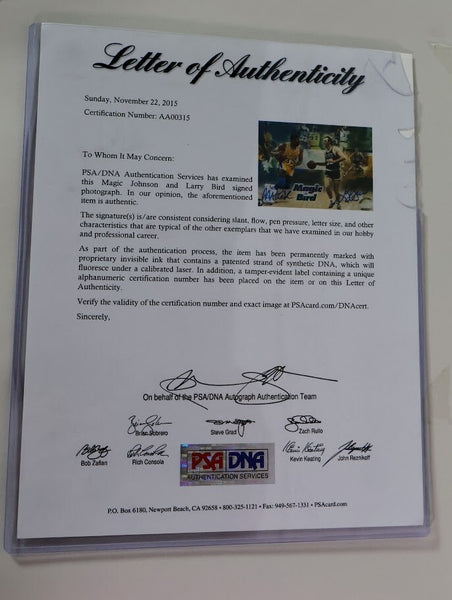 Letter of Authenticity
Sunday, November 22, 2015
Certification Number: AA00315
Magic
Bird
To Whom It May Concern:
PSA/DNA Authentication Services has examined
this Magic Johnson and Larry Bird signed
photograph. In our opinion, the aforementioned
item is authentic.
The signature(s) is/are consistent considering slant, flow, pen pressure, letter size, and other
characteristics that are typical of the other exemplars that we have examined in our hobby
and professional career.
As part of the authentication process, the item has been permanently marked with
proprietary invisible ink that contains a patented strand of synthetic DNA, which will
fluoresce under a calibrated laser. In addition, a tamper-evident label containing a unique
alphanumeric certification number has been placed on the item or on this Letter of
Authenticity.
Verify the validity of the certification number and exact image at PSAcard.com/DNAcert.
Sincerely,
On behalf of the PSA/DNA Autograph Authentication Team
Brian Sobrero
Steve Grad
Zach Rullo
Bob Zafian
Rich Consola
Kevin Keating
John Reznikoff
PSA DNA
AUTHENTICATION SERVICES
P.O. Box 6180, Newport Beach, CA 92658 • 800-325-1121 • Fax: 949-567-1331 • PSAcard.com